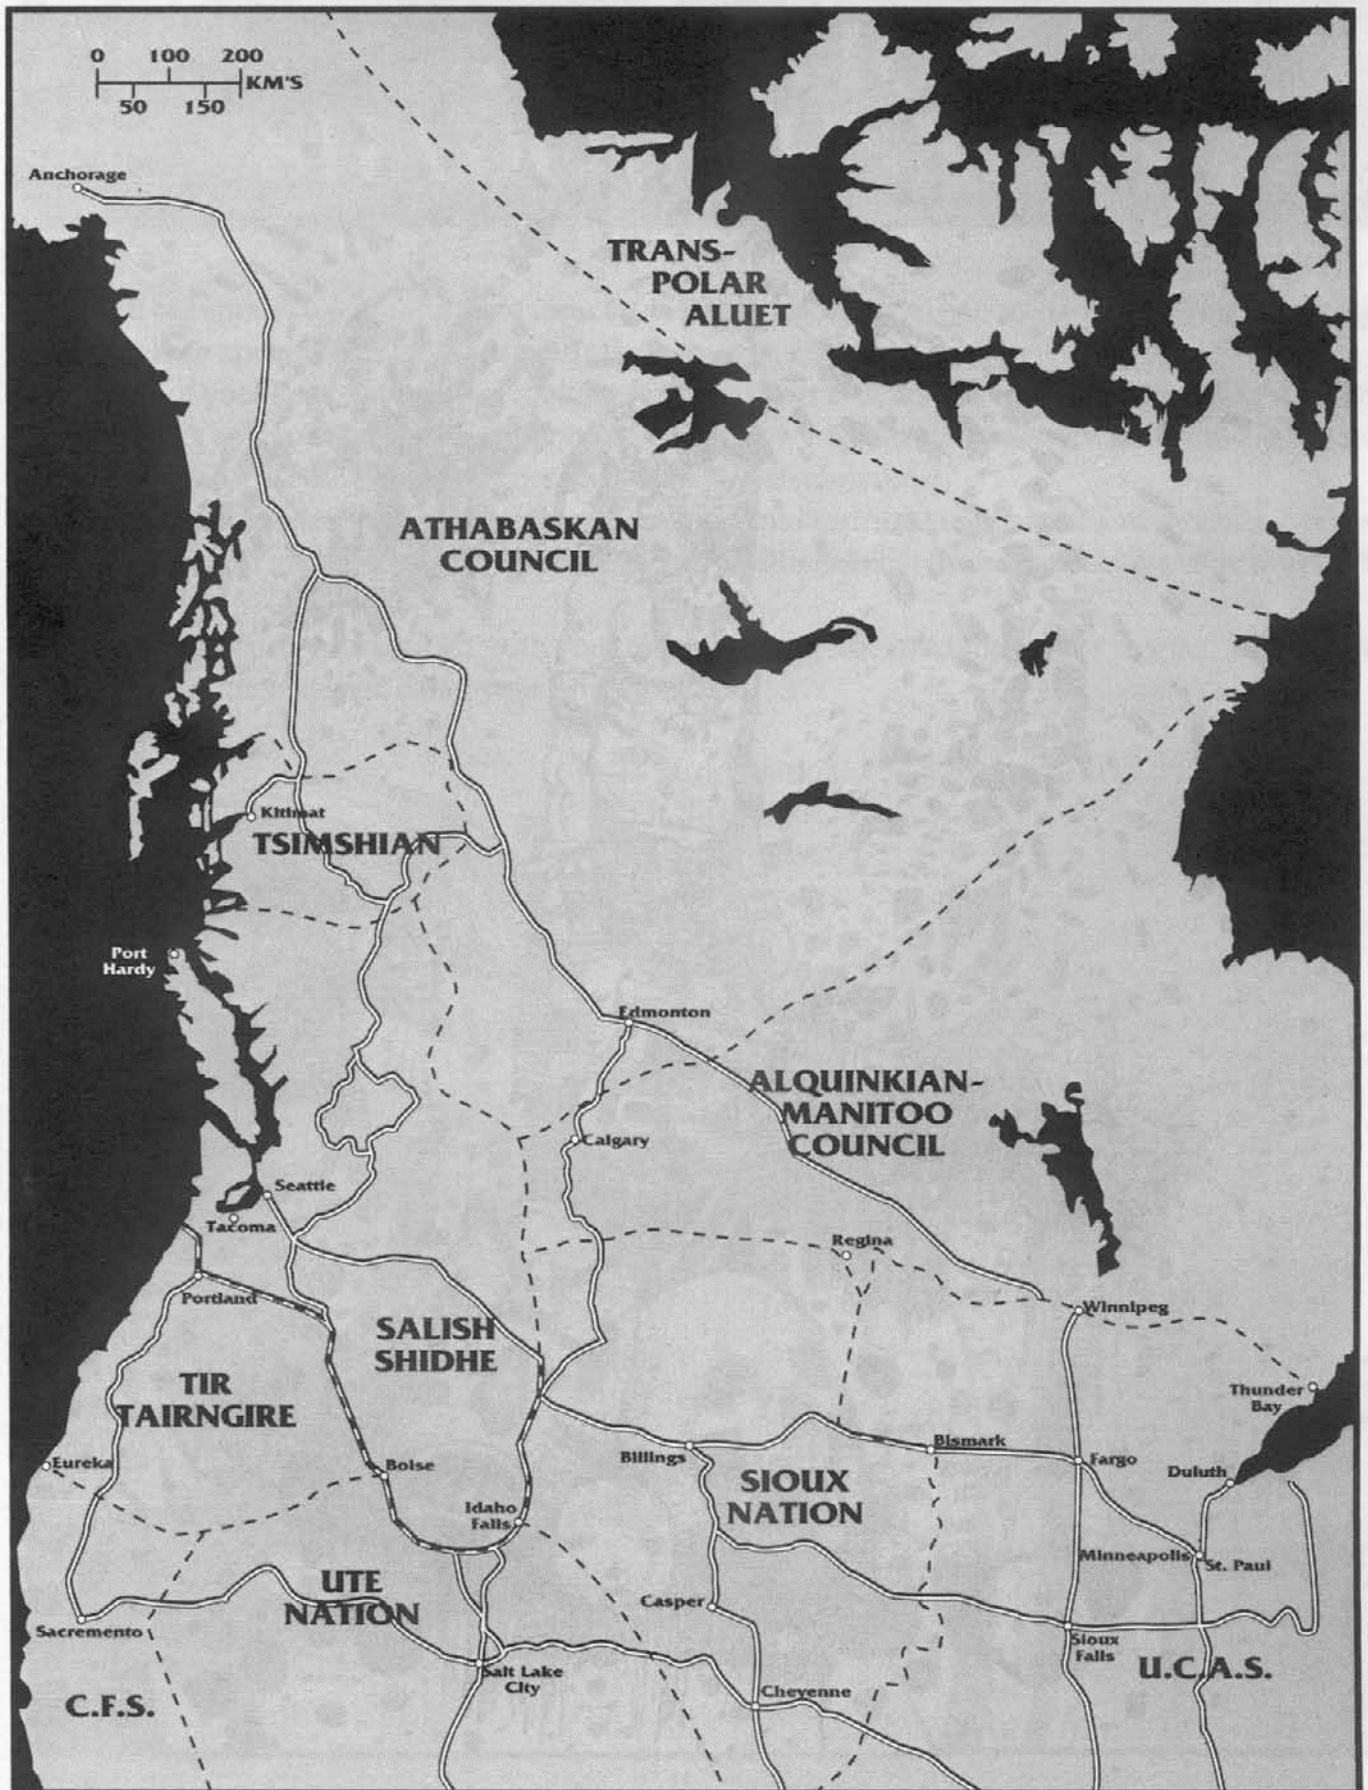 0 100 200
KM'S
50 150
Anchorage
TRANS-
POLAR
ALUET
ATHABASKAN
COUNCIL
Kitimat
TSIMSHIAN
Port
Hardy
Edmonton
ALQUINKIAN-
MANITOO
COUNCIL
Calgary
Seattle
Tacoma
Regina
Portland
Winnipeg
SALISH
SHIDHE
TIR
TAIRNGIRE
Thunder
Bay
Eureka
Boise
Billings
Bismark
Fargo
Duluth
SIOUX
NATION
Idaho
Falls
Minneapolis
St. Paul
UTE
NATION
Casper
Sacremento
Sioux
Falls
Salt Lake
City
U.C.A.S.
Cheyenne
C.F.S.